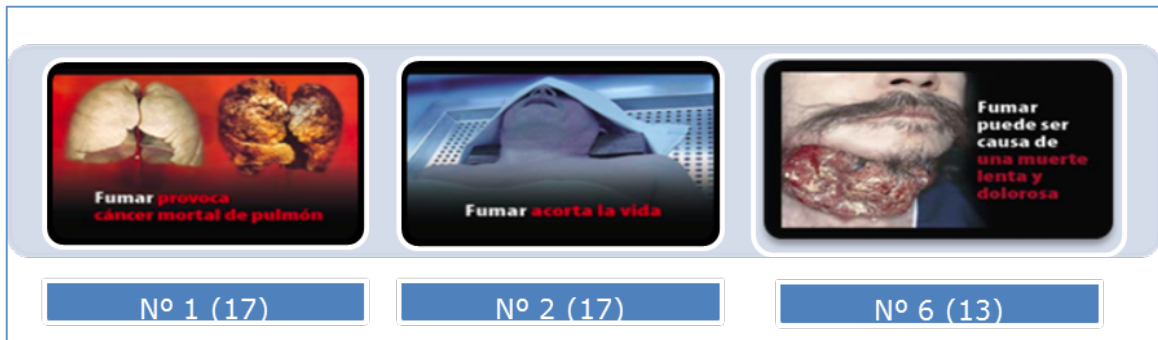 Fumar provoca
cáncer mortal de pulmón
Fumar acorta la vida
Fumar
puede ser
causa de
una muerte
lenta y
dolorosa
Nº 1 (17)
Nº 2 (17)
Nº 6 (13)